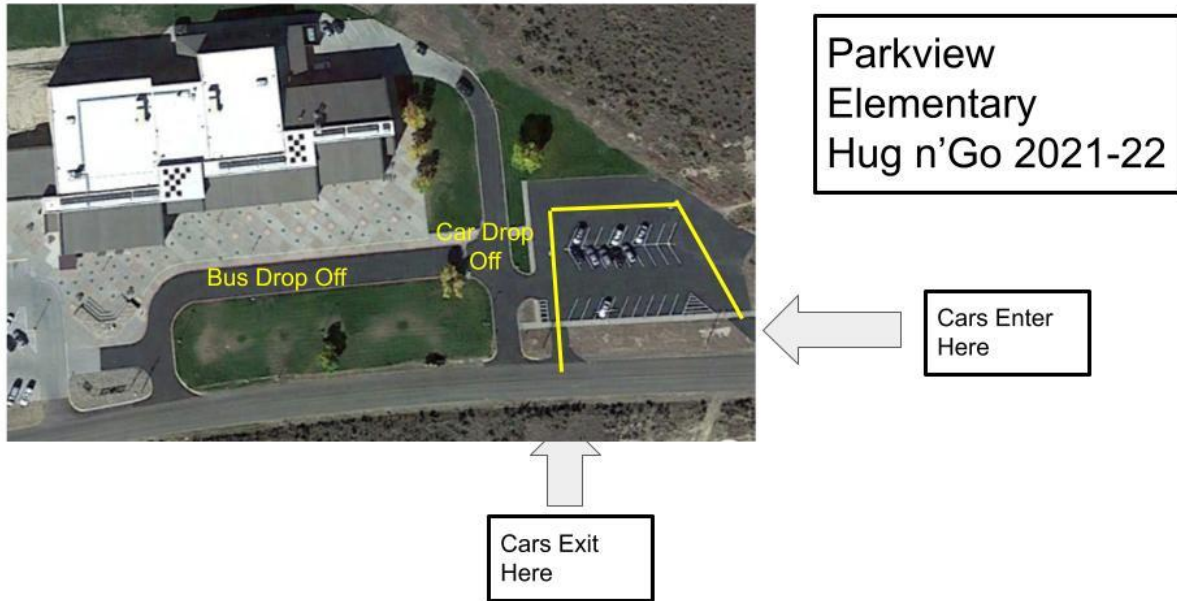 Parkview
Elementary
Hug n'Go 2021-22
Car Drop
Off
Bus Drop Off
Cars Enter
Here
Cars Exit
Here